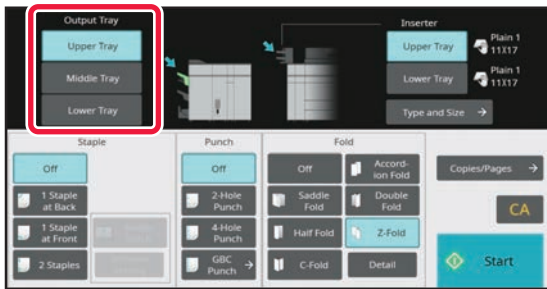 Output Tray
Upper Tray
Middle Tray
Lower Tray
Inserter
Upper Tray
Plain 1
11X17
Lower Tray
Plain 1
11X17
Type and Size
Staple
Off
1 Staple
at Back
1 Staple
at Front
2 Staples
Punch
Off
2-Hole
Punch
4-Hole
Punch
GBC
Punch
Fold
Off
Accord-
ion Fold
Saddle
Fold
Double
Fold
Half Fold
Z-Fold
C-Fold
Detail
Copies/Pages
CA
Start